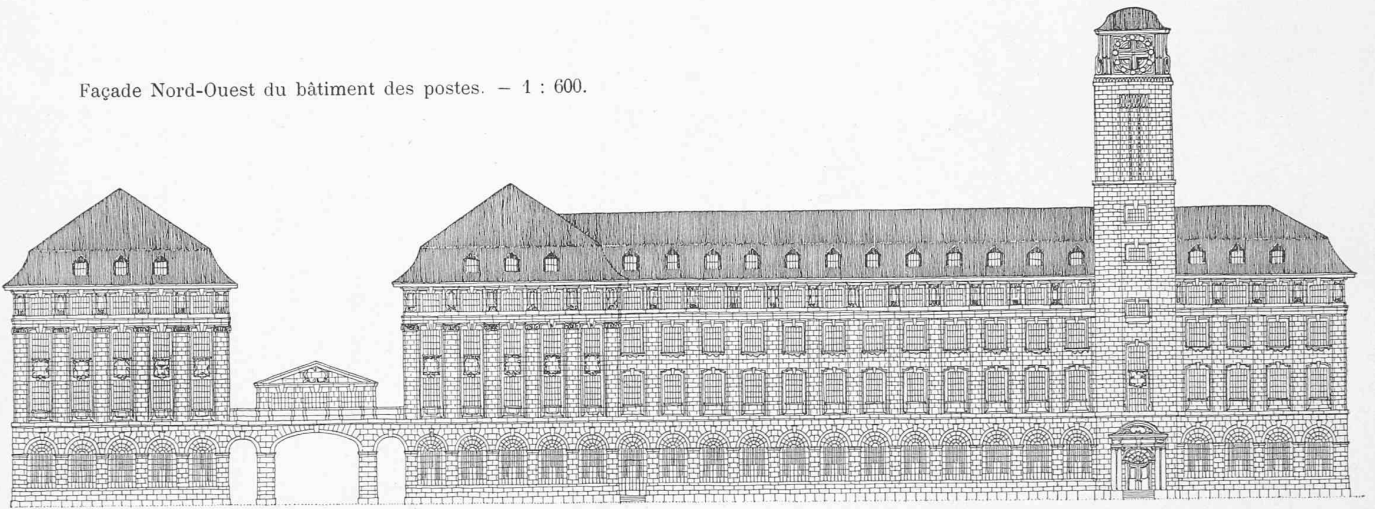 Façade Nord-Ouest du bâtiment des postes. — 1 : 600.